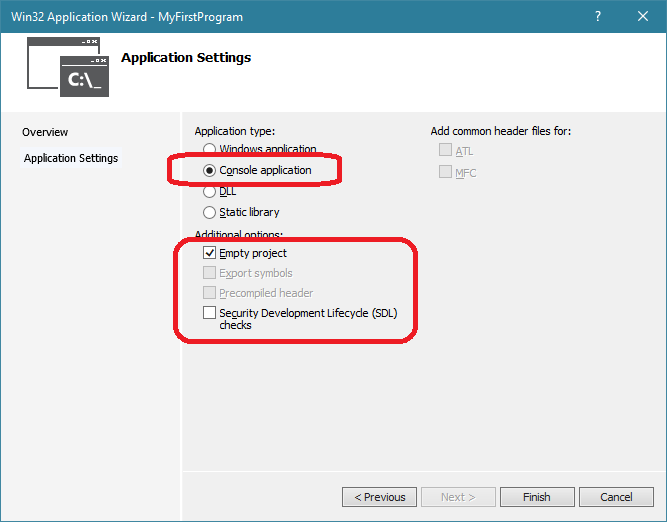 Win32 Application Wizard - MyFirstProgram
? ✕
C:\_
Application Settings
Overview
Application Settings
Application type:
Windows application
Console application
DLL
Static library
Additional options:
Empty project
Export symbols
Precompiled header
Security Development Lifecycle (SDL)
checks
Add common header files for:
ATL
MFC
< Previous
Next >
Finish
Cancel